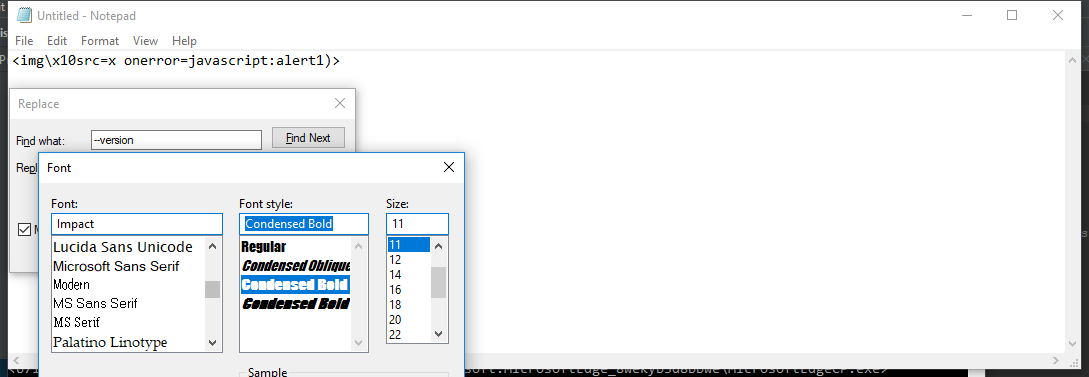 Untitled - Notepad
File Edit Format View Help
<img\x10src=x onerror=javascript:alert1)>
Replace
Find what: --version Find Next
Repl
Font
Font: Font style: Size:
Impact Condensed Bold 11
Lucida Sans Unicode Regular 11
Microsoft Sans Serif Condensed Oblique 12
Modern Condensed Bold 14
MS Sans Serif Condensed Bold 16
MS Serif 18
Palatino Linotype 20
22
Sample